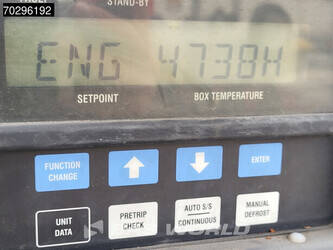 70296192
STAND-BY
ENG 4738H
SETPOINT BOX TEMPERATURE
FUNCTION
CHANGE
ENTER
UNIT
DATA
PRETRIP
CHECK
AUTO S/S
CONTINUOUS
MANUAL
DEFROST
WORLD